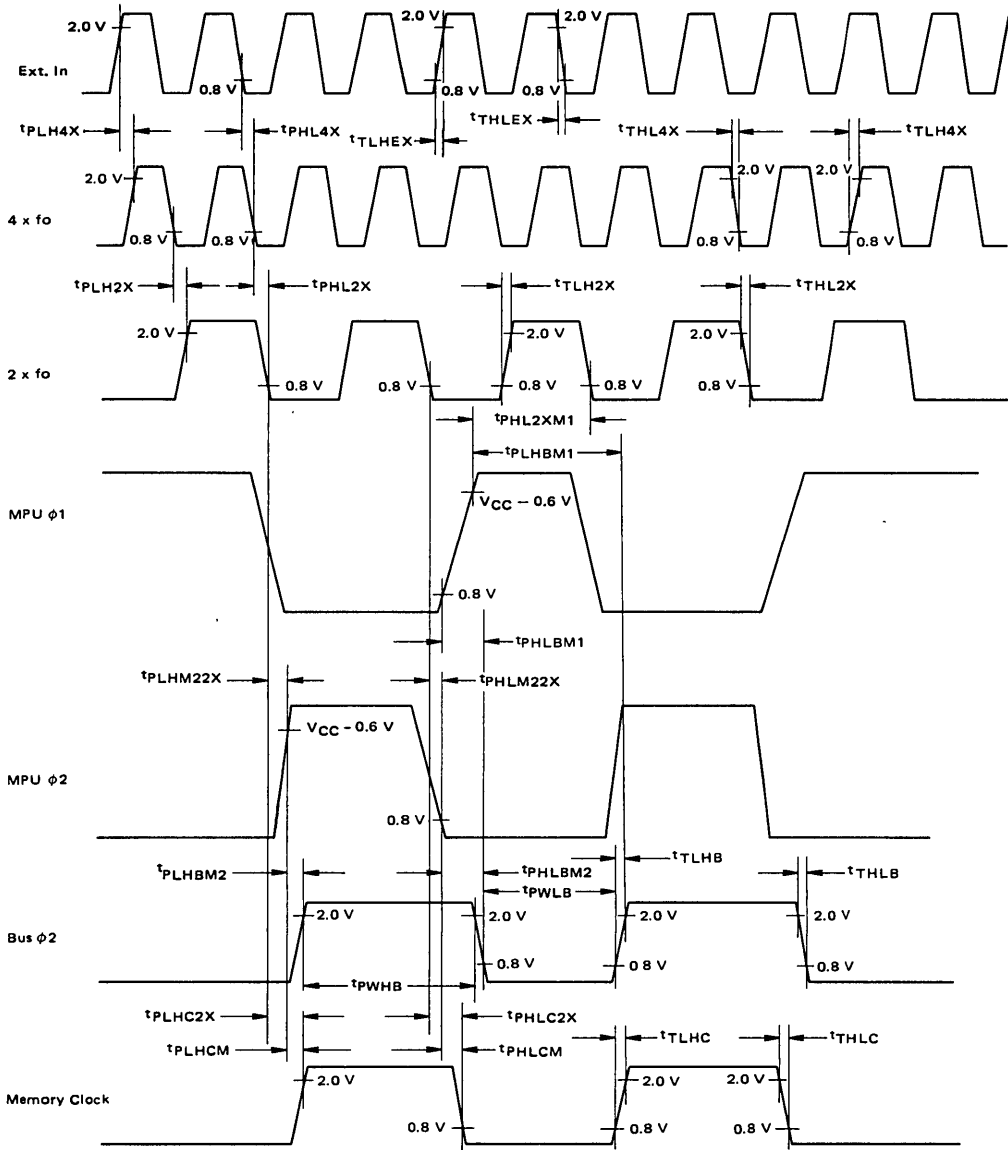 2.0 V 2.0 V 2.0 V
Ext. In
0.8 V 0.8 V 0.8 V
tPLH4X tPHL4X tTLHEX tTHLEX tTHL4X tTLH4X
2.0 V 2.0 V 2.0 V
4 x fo
0.8 V 0.8 V 0.8 V 0.8 V
tPLH2X tPHL2X tTLH2X tTHL2X
2.0 V 2.0 V 2.0 V
2 x fo
0.8 V 0.8 V 0.8 V 0.8 V 0.8 V
tPHL2XM1
tPLHBM1
MPU ϕ1
VCC – 0.6 V
0.8 V
tPHLBM1
tPLHM22X tPHLM22X
VCC – 0.6 V
MPU ϕ2
0.8 V
tPLHBM2 tPHLBM2 tTLHB tTHLB
tPWLB
2.0 V 2.0 V 2.0 V 2.0 V
Bus ϕ2
0.8 V 0.8 V 0.8 V
tPWHB
tPLHC2X tPHLC2X tTLHC tTHLC
tPLHCM tPHLCM
2.0 V 2.0 V 2.0 V
Memory Clock
0.8 V 0.8 V 0.8 V